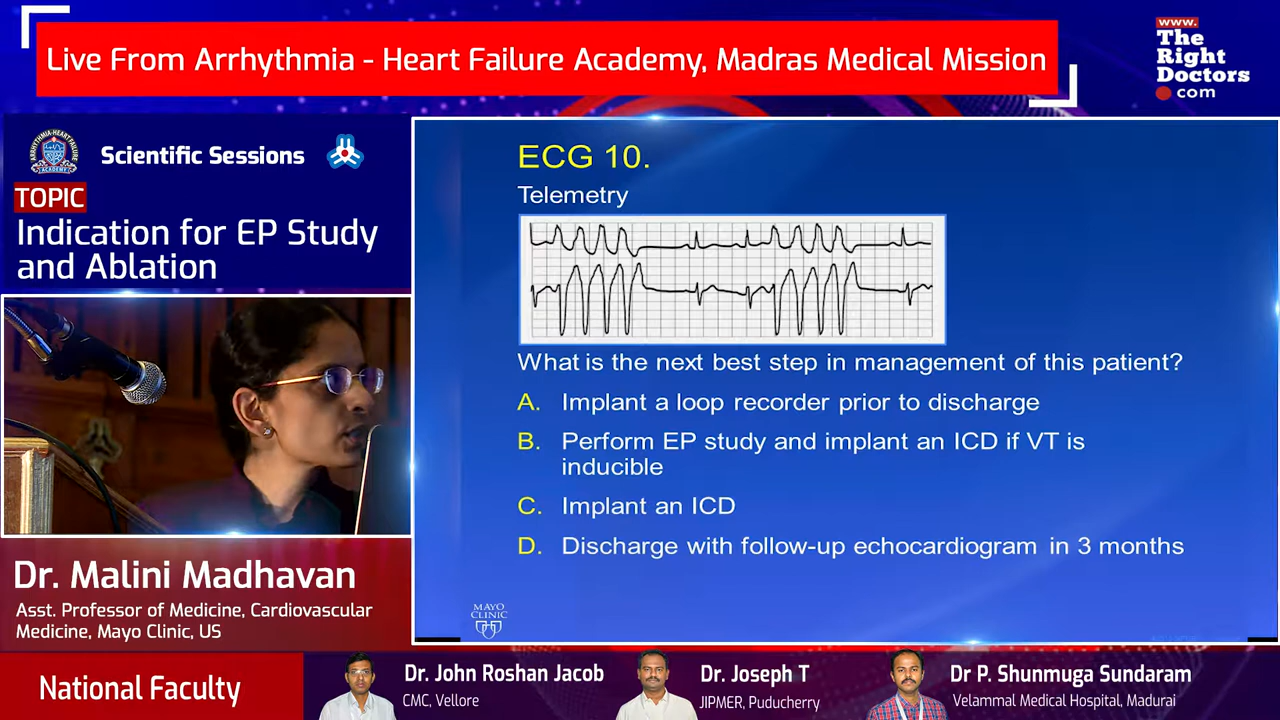 Live From Arrhythmia - Heart Failure Academy, Madras Medical Mission
www.
The
Right
Doctors
com
ARRHYTHMIA-HEART FAILURE
ACADEMY
Scientific Sessions
TOPIC
Indication for EP Study
and Ablation
ECG 10.
Telemetry
What is the next best step in management of this patient?
A. Implant a loop recorder prior to discharge
B. Perform EP study and implant an ICD if VT is
inducible
C. Implant an ICD
D. Discharge with follow-up echocardiogram in 3 months
MAYO
CLINIC
Dr. Malini Madhavan
Asst. Professor of Medicine, Cardiovascular
Medicine, Mayo Clinic, US
National Faculty
Dr. John Roshan Jacob
CMC, Vellore
Dr. Joseph T
JIPMER, Puducherry
Dr P. Shunmuga Sundaram
Velammal Medical Hospital, Madurai